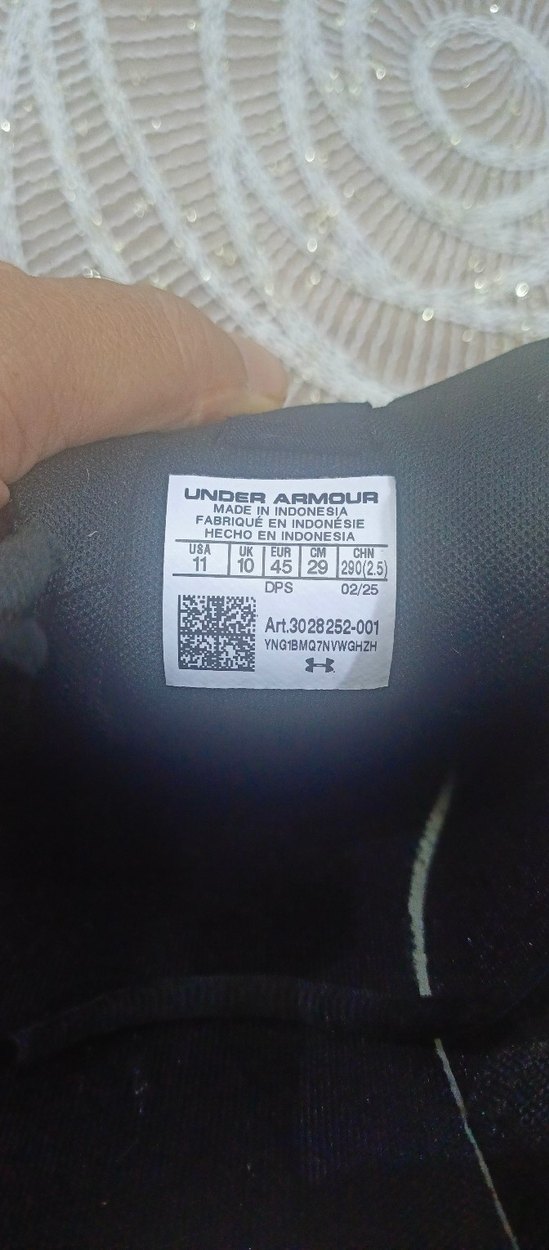 UNDER ARMOUR
MADE IN INDONESIA
FABRIQUÉ EN INDONÉSIE
HECHO EN INDONESIA
USA UK EUR CM CHN
11 10 45 29 290(2.5)
DPS 02/25
Art.3028252-001
YNG1BMQ7NVWGHZH